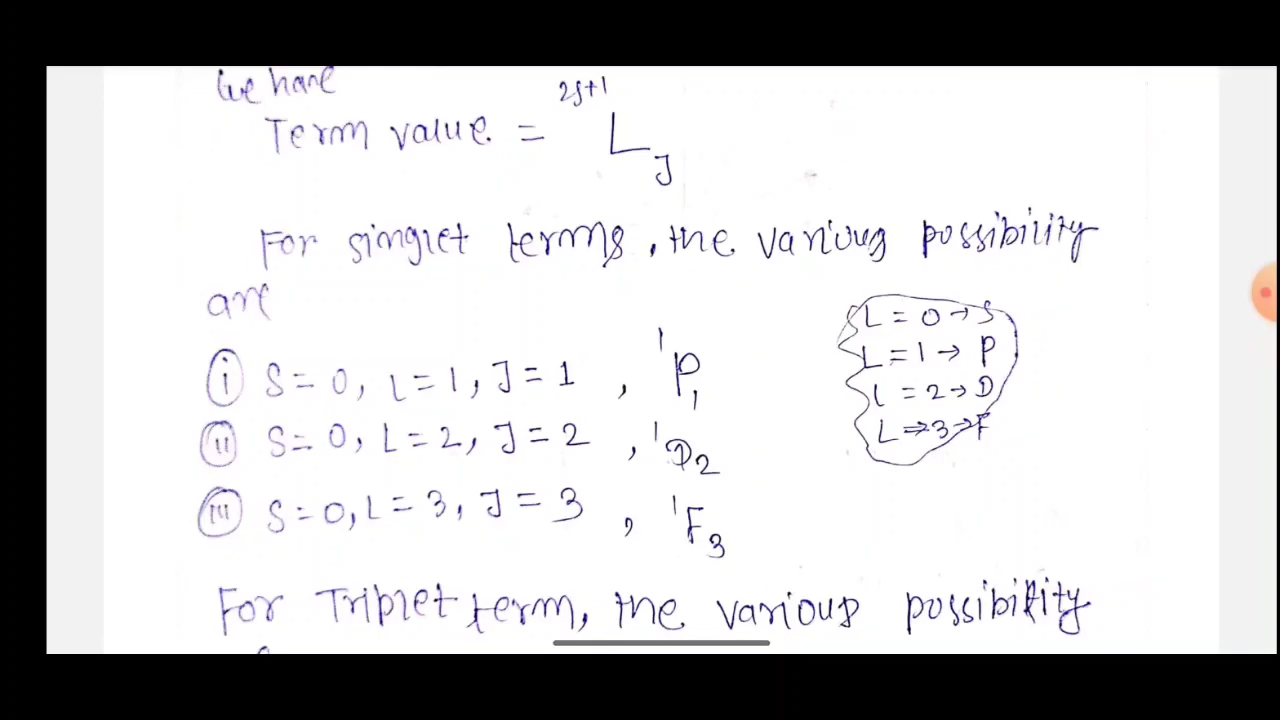 We have
2S+1
Term value = L
J
For singlet terms, the various possibility
are
L = 0 → S
L = 1 → P
L = 2 → D
L ⇒ 3 → F
(i) S = 0, L = 1, J = 1 , ¹P₁
(ii) S = 0, L = 2, J = 2 , ¹D₂
(iii) S = 0, L = 3, J = 3 , ¹F₃
For Triplet term, the various possibility